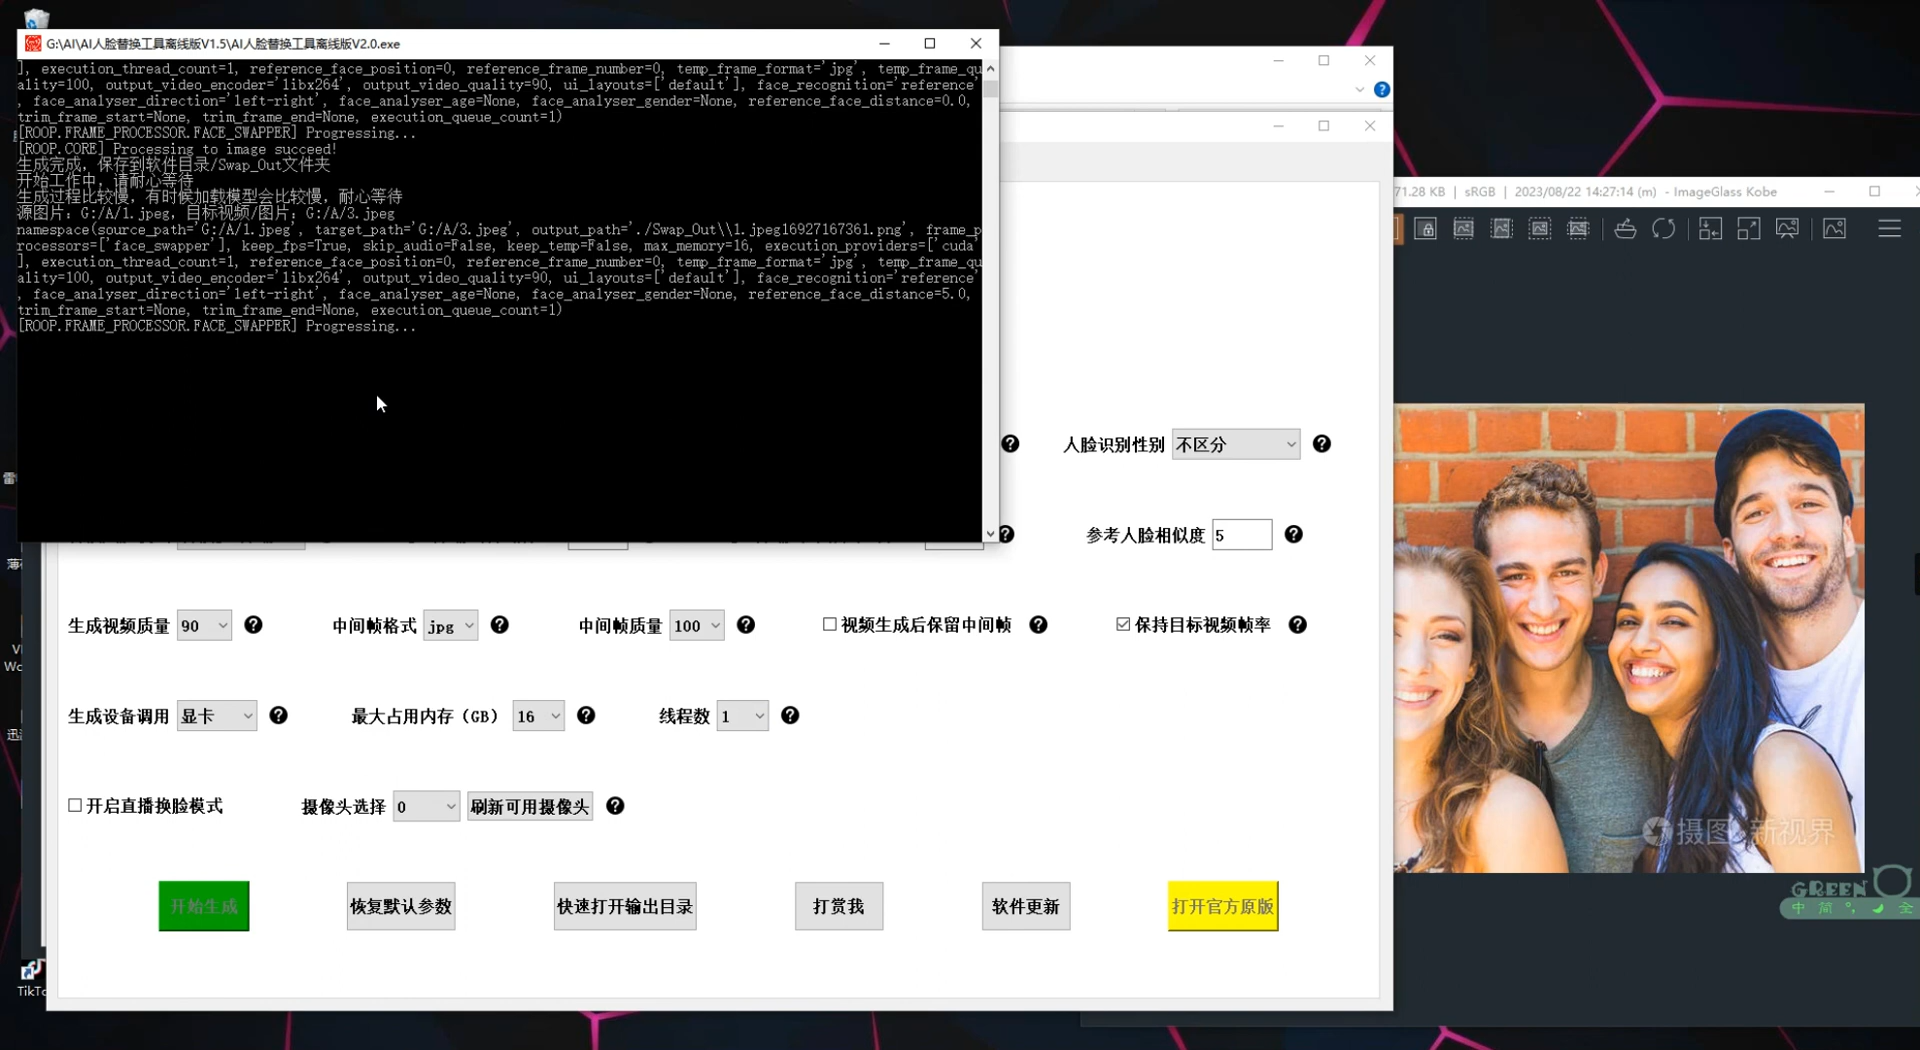 G:\AI\AI人脸替换工具离线版V1.5\AI人脸替换工具离线版V2.0.exe
], execution_thread_count=1, reference_face_position=0, reference_frame_number=0, temp_frame_format='jpg', temp_frame_qu
ality=100, output_video_encoder='libx264', output_video_quality=90, ui_layouts=['default'], face_recognition='reference'
, face_analyser_direction='left-right', face_analyser_age=None, face_analyser_gender=None, reference_face_distance=0.0,
trim_frame_start=None, trim_frame_end=None, execution_queue_count=1)
[ROOP.FRAME_PROCESSOR.FACE_SWAPPER] Progressing...
[ROOP.CORE] Processing to image succeed!
生成完成，保存到软件目录/Swap_Out文件夹
开始工作中，请耐心等待
生成过程比较慢，有时候加载模型会比较慢，耐心等待
源图片：G:/A/1.jpeg，目标视频/图片：G:/A/3.jpeg
namespace(source_path='G:/A/1.jpeg', target_path='G:/A/3.jpeg', output_path='./Swap_Out\\1.jpeg16927167361.png', frame_p
rocessors=['face_swapper'], keep_fps=True, skip_audio=False, keep_temp=False, max_memory=16, execution_providers=['cuda'
], execution_thread_count=1, reference_face_position=0, reference_frame_number=0, temp_frame_format='jpg', temp_frame_qu
ality=100, output_video_encoder='libx264', output_video_quality=90, ui_layouts=['default'], face_recognition='reference'
, face_analyser_direction='left-right', face_analyser_age=None, face_analyser_gender=None, reference_face_distance=5.0,
trim_frame_start=None, trim_frame_end=None, execution_queue_count=1)
[ROOP.FRAME_PROCESSOR.FACE_SWAPPER] Progressing...
71.28 KB | sRGB | 2023/08/22 14:27:14 (m) - ImageGlass Kobe
人脸识别性别 不区分
参考人脸相似度 5
生成视频质量 90 中间帧格式 jpg 中间帧质量 100 视频生成后保留中间帧 保持目标视频帧率
生成设备调用 显卡 最大占用内存（GB） 16 线程数 1
开启直播换脸模式 摄像头选择 0 刷新可用摄像头
开始生成 恢复默认参数 快速打开输出目录 打赏我 软件更新 打开官方原版
摄图 新视界
GREEN
中 简 °, 全
TikTo